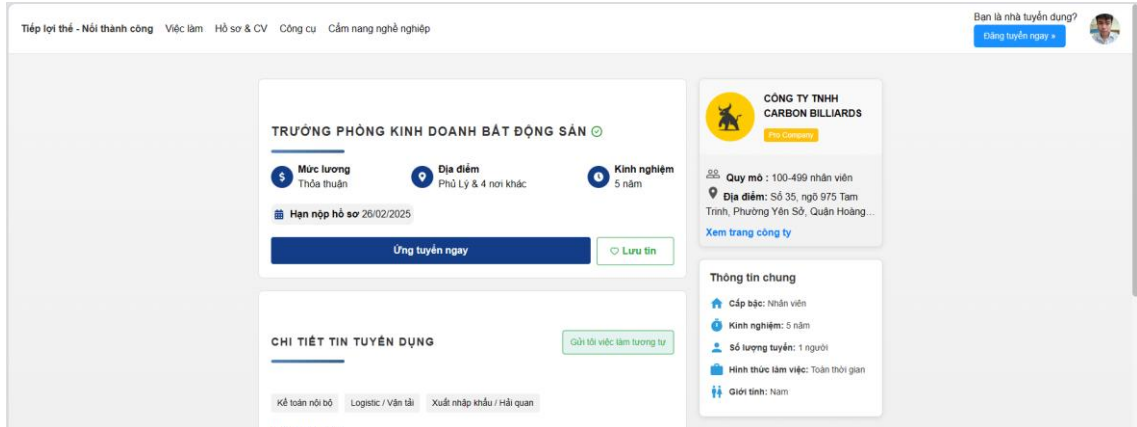 Tiếp lợi thế - Nối thành công Việc làm Hồ sơ & CV Công cụ Cẩm nang nghề nghiệp
Bạn là nhà tuyển dụng?
Đăng tuyển ngay »
TRƯỞNG PHÒNG KINH DOANH BẤT ĐỘNG SẢN
Mức lương
Thỏa thuận
Địa điểm
Phủ Lý & 4 nơi khác
Kinh nghiệm
5 năm
Hạn nộp hồ sơ 26/02/2025
Ứng tuyển ngay
Lưu tin
CHI TIẾT TIN TUYỂN DỤNG
Gửi tôi việc làm tương tự
Kế toán nội bộ Logistic / Vận tải Xuất nhập khẩu / Hải quan
CÔNG TY TNHH
CARBON BILLIARDS
Pro Company
Quy mô : 100-499 nhân viên
Địa điểm: Số 35, ngõ 975 Tam
Trinh, Phường Yên Sở, Quận Hoàng...
Xem trang công ty
Thông tin chung
Cấp bậc: Nhân viên
Kinh nghiệm: 5 năm
Số lượng tuyển: 1 người
Hình thức làm việc: Toàn thời gian
Giới tính: Nam